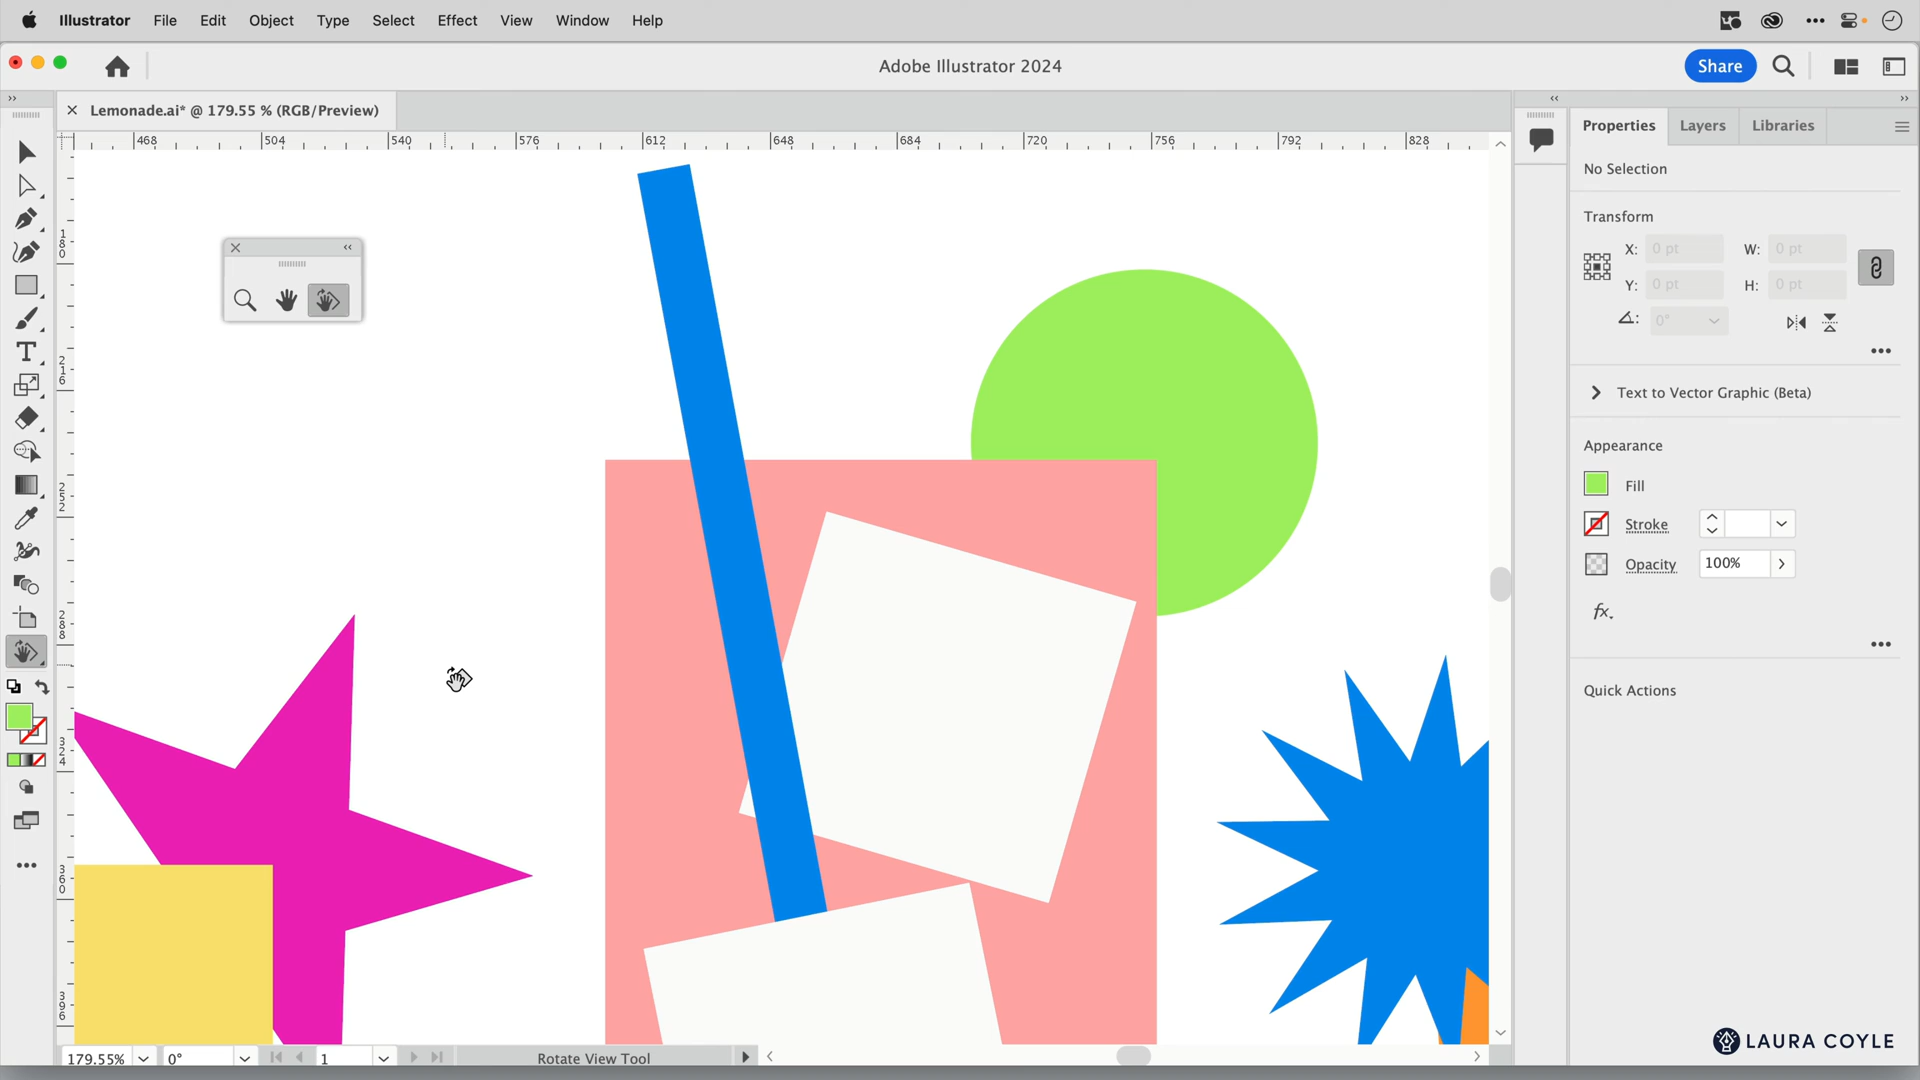 Illustrator File Edit Object Type Select Effect View Window Help
Adobe Illustrator 2024
Share
Lemonade.ai* @ 179.55 % (RGB/Preview)
468 504 540 576 612 648 684 720 756 792 828
180
216
252
288
324
360
396
Properties Layers Libraries
No Selection
Transform
X: 0 pt W: 0 pt
Y: 0 pt H: 0 pt
0°
Text to Vector Graphic (Beta)
Appearance
Fill
Stroke
Opacity 100%
fx
Quick Actions
179.55% 0° 1 Rotate View Tool
LAURA COYLE